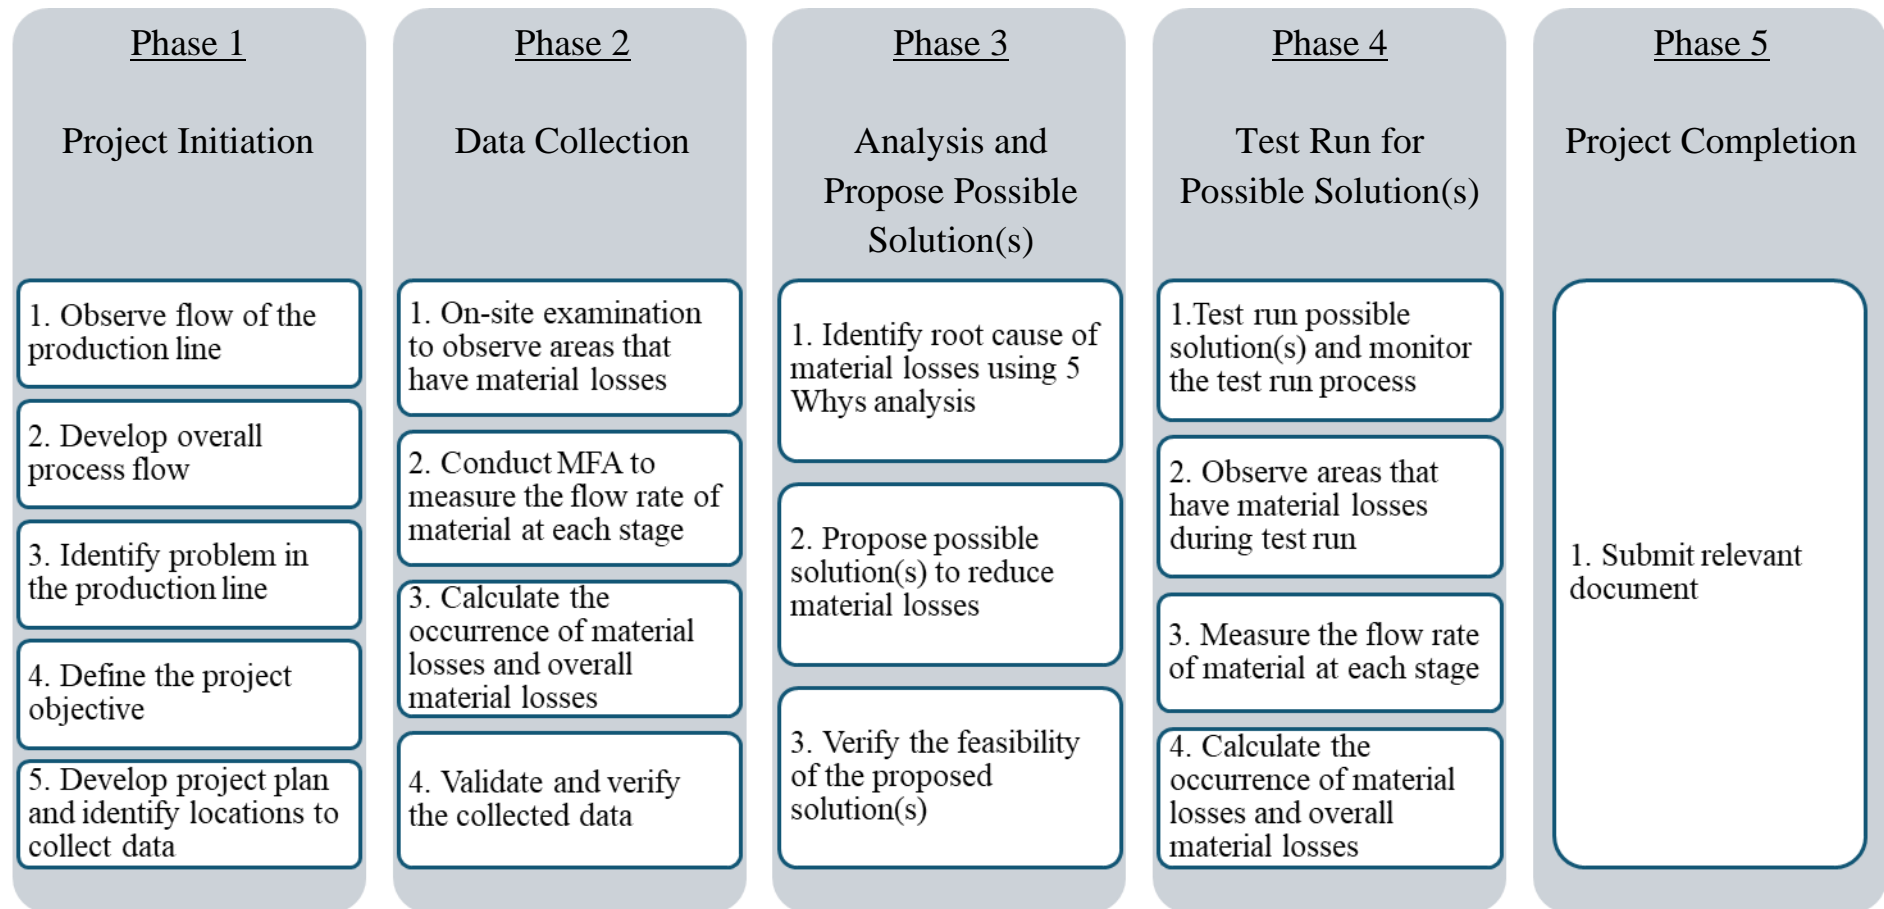 Phase 1
Project Initiation
1. Observe flow of the
production line
2. Develop overall
process flow
3. Identify problem in
the production line
4. Define the project
objective
5. Develop project plan
and identify locations to
collect data
Phase 2
Data Collection
1. On-site examination
to observe areas that
have material losses
2. Conduct MFA to
measure the flow rate of
material at each stage
3. Calculate the
occurrence of material
losses and overall
material losses
4. Validate and verify
the collected data
Phase 3
Analysis and
Propose Possible
Solution(s)
1. Identify root cause of
material losses using 5
Whys analysis
2. Propose possible
solution(s) to reduce
material losses
3. Verify the feasibility
of the proposed
solution(s)
Phase 4
Test Run for
Possible Solution(s)
1.Test run possible
solution(s) and monitor
the test run process
2. Observe areas that
have material losses
during test run
3. Measure the flow rate
of material at each stage
4. Calculate the
occurrence of material
losses and overall
material losses
Phase 5
Project Completion
1. Submit relevant
document